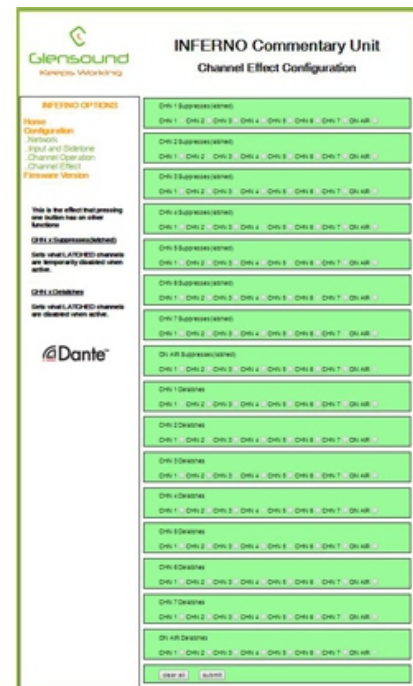 Glensound
Keeps Working
INFERNO Commentary Unit
Channel Effect Configuration
INFERNO OPTIONS
Home
Configuration
.Network
.Input and Sidetone
.Channel Operation
.Channel Effect
Firmware Version
This is the effect that pressing
one button has on other
functions
CHN x Suppresses(latched)
Sets what LATCHED channels
are temporarily disabled when
active.
CHN x Delatches
Sets what LATCHED channels
are disabled when active.
Dante™
CHN 1 Suppresses(latched)
CHN 1 CHN 2 CHN 3 CHN 4 CHN 5 CHN 6 CHN 7 ON AIR
CHN 2 Suppresses(latched)
CHN 1 CHN 2 CHN 3 CHN 4 CHN 5 CHN 6 CHN 7 ON AIR
CHN 3 Suppresses(latched)
CHN 1 CHN 2 CHN 3 CHN 4 CHN 5 CHN 6 CHN 7 ON AIR
CHN 4 Suppresses(latched)
CHN 1 CHN 2 CHN 3 CHN 4 CHN 5 CHN 6 CHN 7 ON AIR
CHN 5 Suppresses(latched)
CHN 1 CHN 2 CHN 3 CHN 4 CHN 5 CHN 6 CHN 7 ON AIR
CHN 6 Suppresses(latched)
CHN 1 CHN 2 CHN 3 CHN 4 CHN 5 CHN 6 CHN 7 ON AIR
CHN 7 Suppresses(latched)
CHN 1 CHN 2 CHN 3 CHN 4 CHN 5 CHN 6 CHN 7 ON AIR
ON AIR Suppresses(latched)
CHN 1 CHN 2 CHN 3 CHN 4 CHN 5 CHN 6 CHN 7 ON AIR
CHN 1 Delatches
CHN 1 CHN 2 CHN 3 CHN 4 CHN 5 CHN 6 CHN 7 ON AIR
CHN 2 Delatches
CHN 1 CHN 2 CHN 3 CHN 4 CHN 5 CHN 6 CHN 7 ON AIR
CHN 3 Delatches
CHN 1 CHN 2 CHN 3 CHN 4 CHN 5 CHN 6 CHN 7 ON AIR
CHN 4 Delatches
CHN 1 CHN 2 CHN 3 CHN 4 CHN 5 CHN 6 CHN 7 ON AIR
CHN 5 Delatches
CHN 1 CHN 2 CHN 3 CHN 4 CHN 5 CHN 6 CHN 7 ON AIR
CHN 6 Delatches
CHN 1 CHN 2 CHN 3 CHN 4 CHN 5 CHN 6 CHN 7 ON AIR
CHN 7 Delatches
CHN 1 CHN 2 CHN 3 CHN 4 CHN 5 CHN 6 CHN 7 ON AIR
ON AIR Delatches
CHN 1 CHN 2 CHN 3 CHN 4 CHN 5 CHN 6 CHN 7 ON AIR
clear all submit